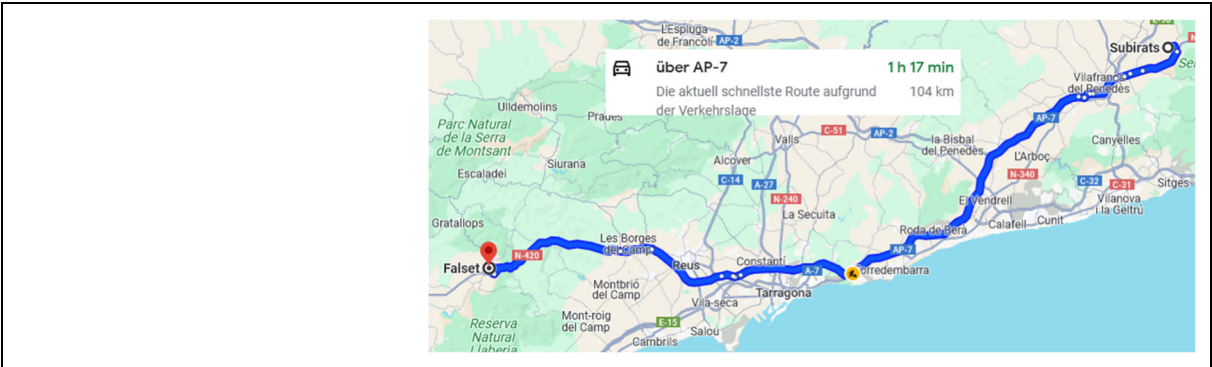 L'Espluga
de Francolí
AP-2
Subirats
über AP-7
1 h 17 min
Die aktuell schnellste Route aufgrund
104 km
der Verkehrslage
Vilafranca
del Penedès
Ulldemolins
Prades
Parc Natural
de la Serra
de Montsant
AP-7
C-51
AP-2
Valls
la Bisbal
del Penedès
Canyelles
Siurana
Alcover
L'Arboç
Escaladei
C-14
A-27
N-340
C-32
C-31
Sitges
N-240
El Vendrell
Vilanova
i la Geltrú
La Secuita
Calafell
Cunit
Gratallops
Roda de Berà
Les Borges
del Camp
N-420
AP-7
Falset
Reus
Constantí
A-7
orredembarra
Montbrió
del Camp
Tarragona
Vila-seca
Mont-roig
del Camp
E-15
Salou
Reserva
Natural
Cambrils
Llaberia